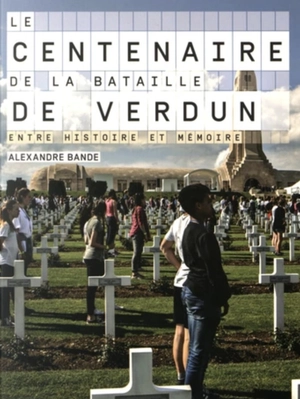 LE
CENTENAIRE
DE LA BATAILLE
DE VERDUN
ENTRE HISTOIRE ET MÉMOIRE
ALEXANDRE BANDE